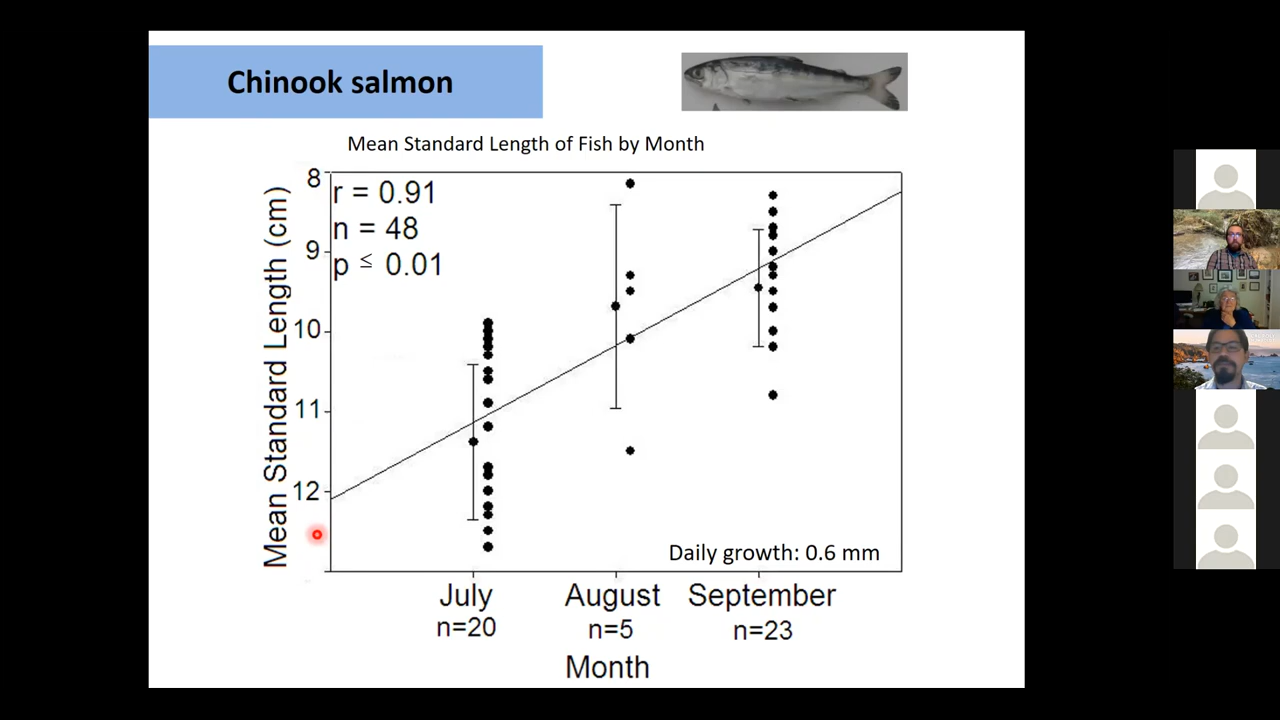 Chinook salmon
Mean Standard Length of Fish by Month
Mean Standard Length (cm)
8
9
10
11
12
r = 0.91
n = 48
p ≤ 0.01
Daily growth: 0.6 mm
July August September
n=20 n=5 n=23
Month